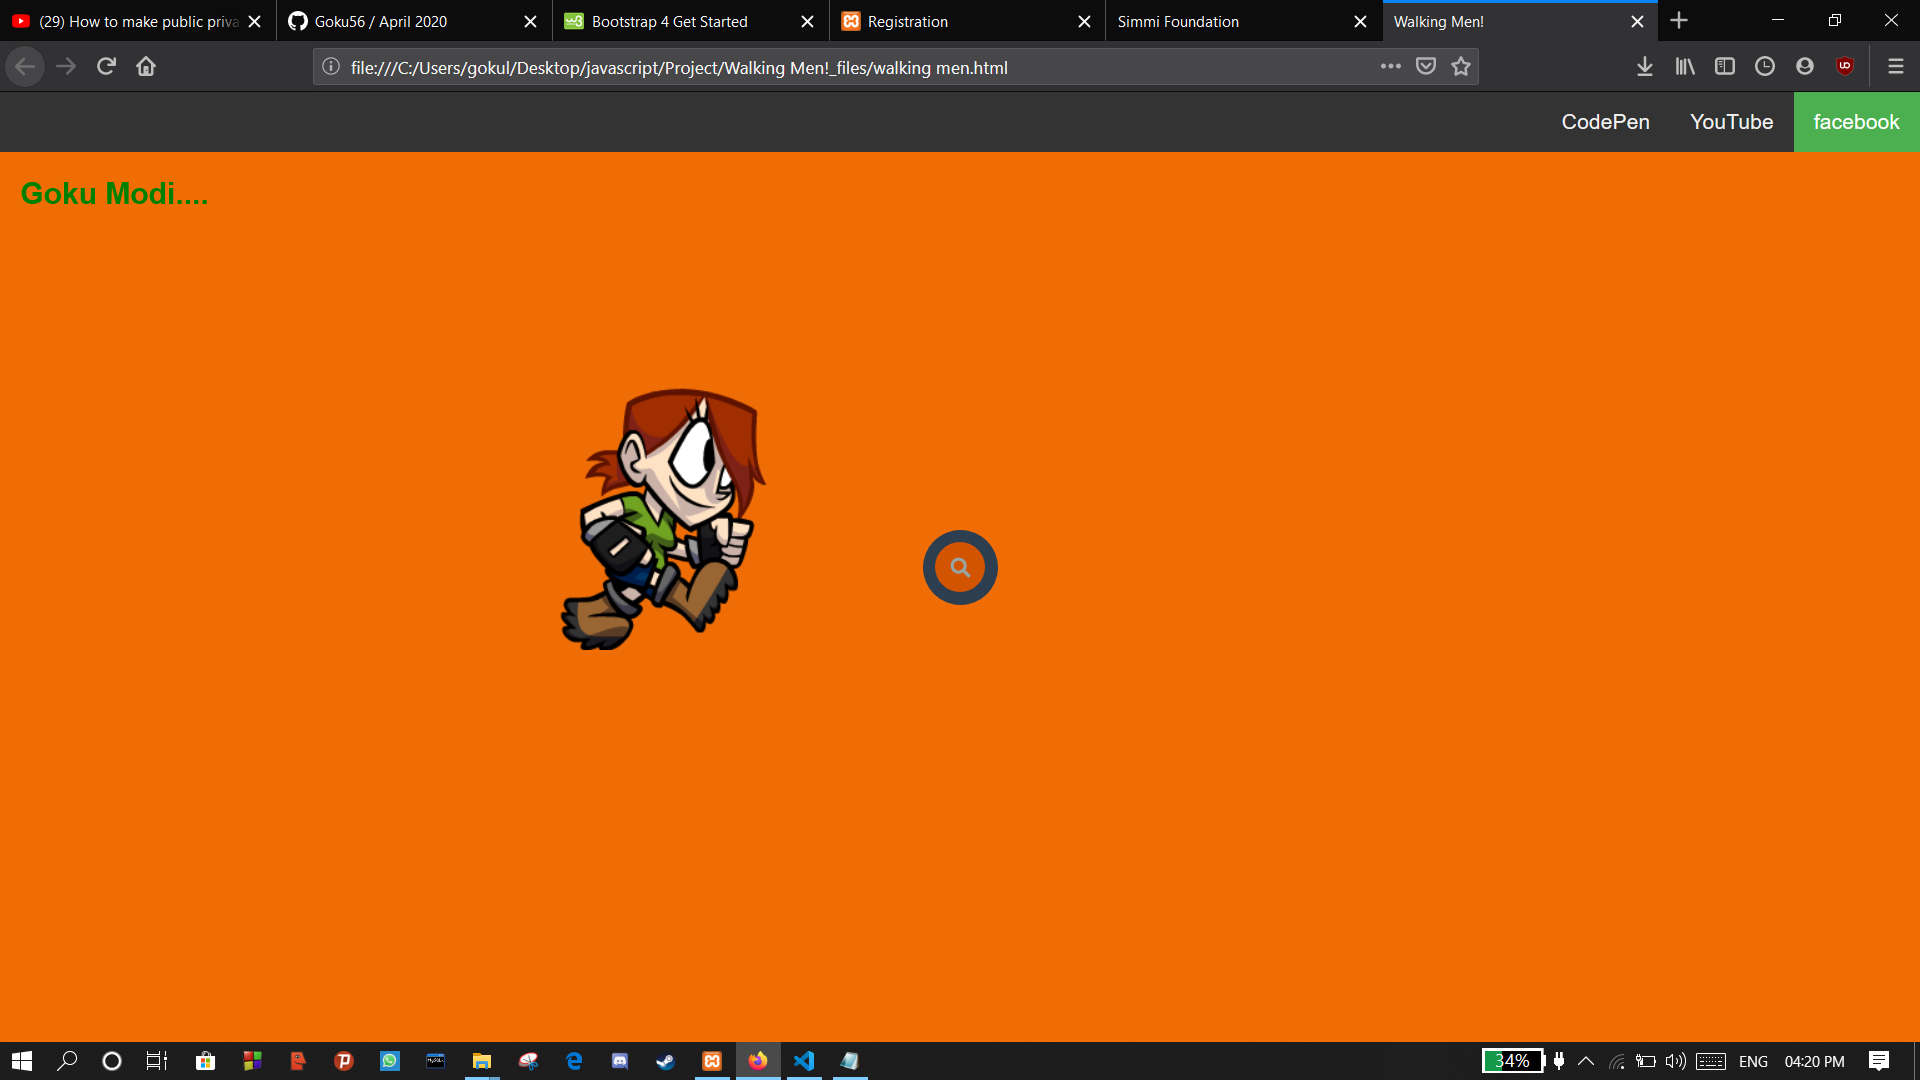 (29) How to make public priva
Goku56 / April 2020
Bootstrap 4 Get Started
Registration
Simmi Foundation
Walking Men!
file:///C:/Users/gokul/Desktop/javascript/Project/Walking Men!_files/walking men.html
CodePen
YouTube
facebook
Goku Modi....
34%
ENG
04:20 PM